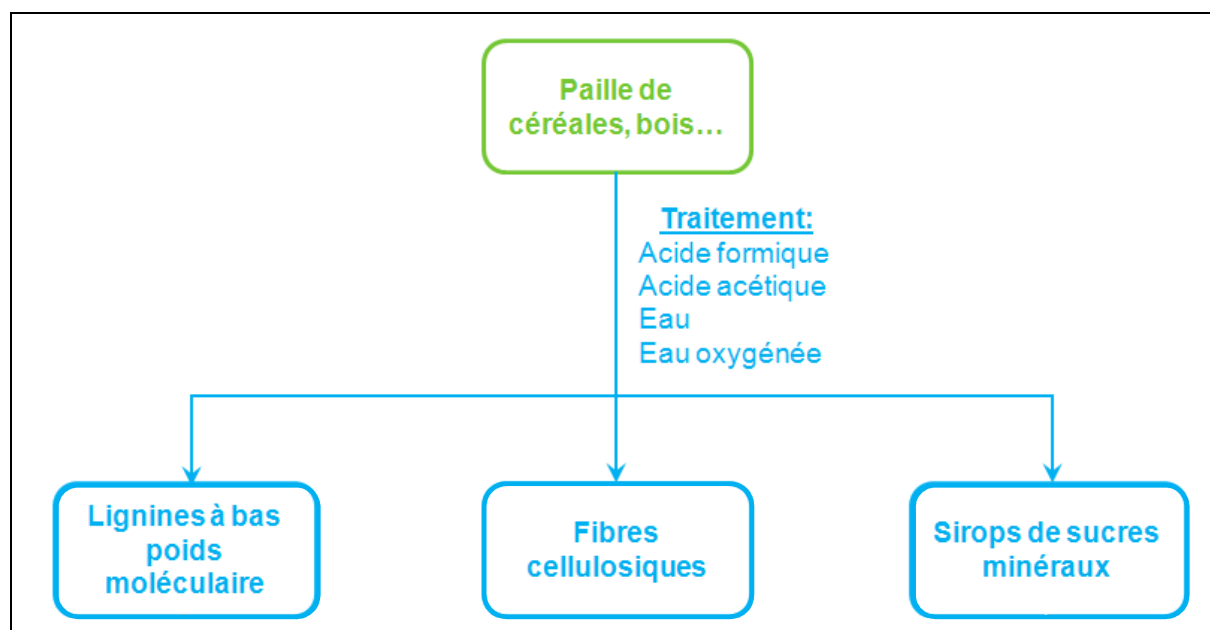 Paille de
céréales, bois…
Traitement:
Acide formique
Acide acétique
Eau
Eau oxygénée
Lignines à bas
poids
moléculaire
Fibres
cellulosiques
Sirops de sucres
minéraux